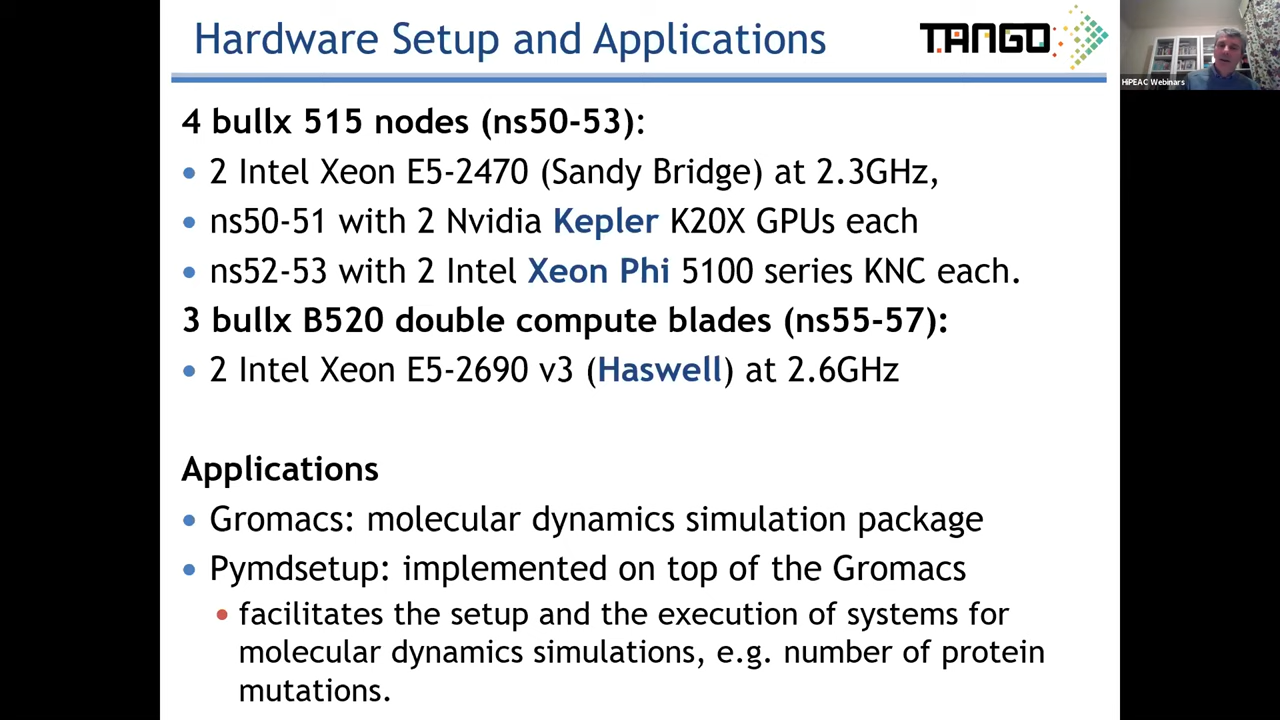 Hardware Setup and Applications
TANGO
HiPEAC Webinars
4 bullx 515 nodes (ns50-53):
• 2 Intel Xeon E5-2470 (Sandy Bridge) at 2.3GHz,
• ns50-51 with 2 Nvidia Kepler K20X GPUs each
• ns52-53 with 2 Intel Xeon Phi 5100 series KNC each.
3 bullx B520 double compute blades (ns55-57):
• 2 Intel Xeon E5-2690 v3 (Haswell) at 2.6GHz
Applications
• Gromacs: molecular dynamics simulation package
• Pymdsetup: implemented on top of the Gromacs
• facilitates the setup and the execution of systems for
molecular dynamics simulations, e.g. number of protein
mutations.